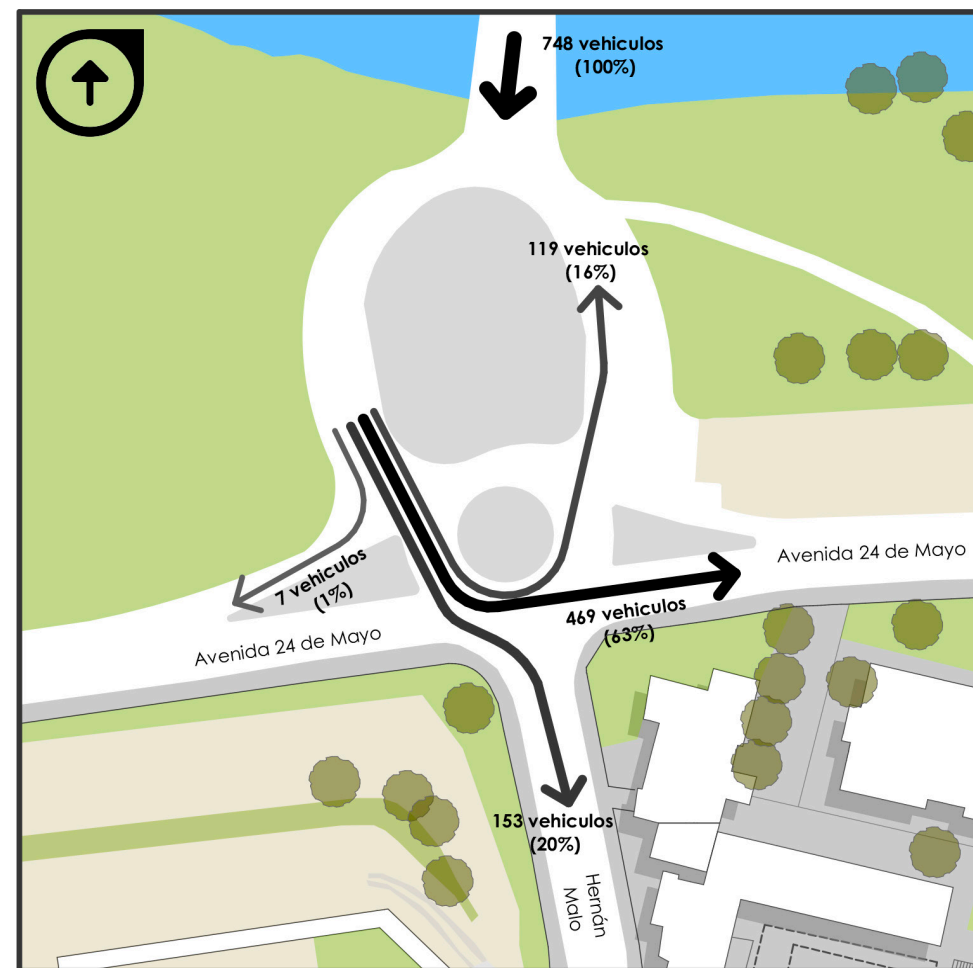 748 vehiculos
(100%)
119 vehiculos
(16%)
Avenida 24 de Mayo
7 vehiculos
(1%)
469 vehiculos
(63%)
Avenida 24 de Mayo
153 vehiculos
(20%)
Hernán
Malo